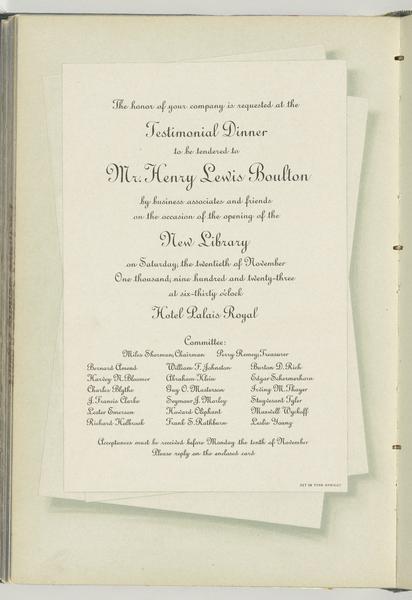 The honor of your company is requested at the
Testimonial Dinner
to be tendered to
Mr. Henry Lewis Boulton
by business associates and friends
on the occasion of the opening of the
New Library
on Saturday, the twentieth of November
One thousand, nine hundred and twenty-three
at six-thirty o'clock
Hotel Palais Royal
Committee:
Miles Sherman, Chairman Perry Remey, Treasurer
Bernard Amend William F. Johnston Burton D. Rich
Harvey N. Bloomer Abraham Klein Edgar Schermerhorn
Charles Blythe Guy O. Masterson Irving M. Thayer
J. Francis Clarke Seymour J. Morley Stuyvesant Tyler
Lester Emerson Howard Oliphant Maxwell Wyckoff
Richard Holbrook Frank S. Rathburn Leslie Young
Acceptances must be received before Monday the tenth of November
Please reply on the enclosed card
SET IN TYPO UPRIGHT